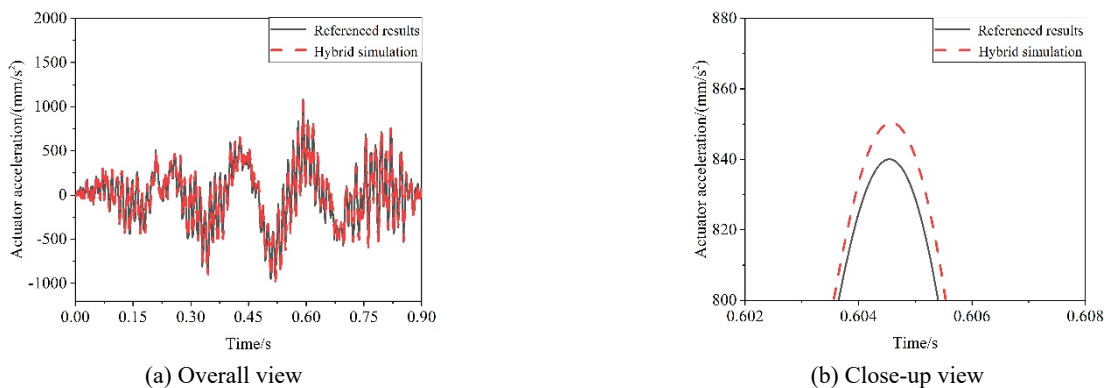 2000
1500
1000
500
0
-500
-1000
Actuator acceleration/(mm/s²)
Referenced results
Hybrid simulation
0.00 0.15 0.30 0.45 0.60 0.75 0.90
Time/s
(a) Overall view
880
860
840
820
800
Actuator acceleration/(mm/s²)
Referenced results
Hybrid simulation
0.602 0.604 0.606 0.608
Time/s
(b) Close-up view